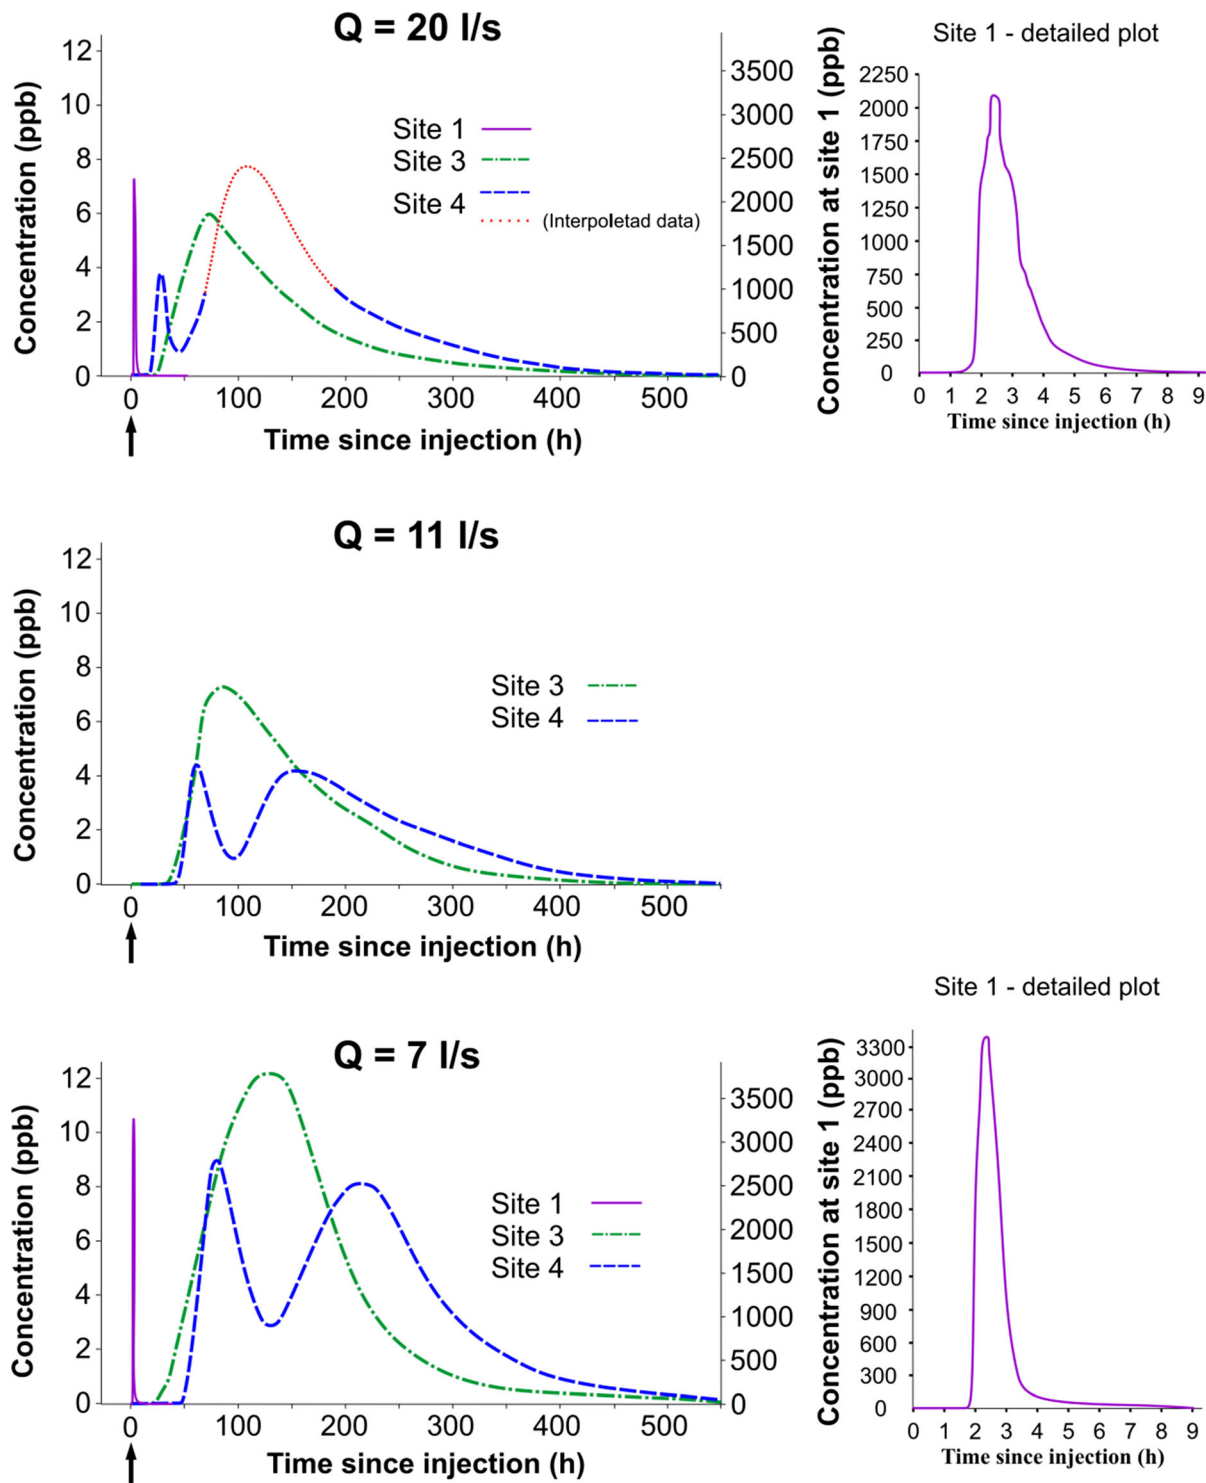 Q = 20 l/s
Concentration (ppb)
12
10
8
6
4
2
0
3500
3000
2500
2000
1500
1000
500
0
Site 1
Site 3
Site 4
(Interpoletad data)
0 100 200 300 400 500
Time since injection (h)
Site 1 - detailed plot
Concentration at site 1 (ppb)
2250
2000
1750
1500
1250
1000
750
500
250
0
0 1 2 3 4 5 6 7 8 9
Time since injection (h)
Q = 11 l/s
Concentration (ppb)
12
10
8
6
4
2
0
Site 3
Site 4
0 100 200 300 400 500
Time since injection (h)
Q = 7 l/s
Concentration (ppb)
12
10
8
6
4
2
0
3500
3000
2500
2000
1500
1000
500
0
Site 1
Site 3
Site 4
0 100 200 300 400 500
Time since injection (h)
Site 1 - detailed plot
Concentration at site 1 (ppb)
3300
3000
2700
2400
2100
1800
1500
1200
900
600
300
0
0 1 2 3 4 5 6 7 8 9
Time since injection (h)